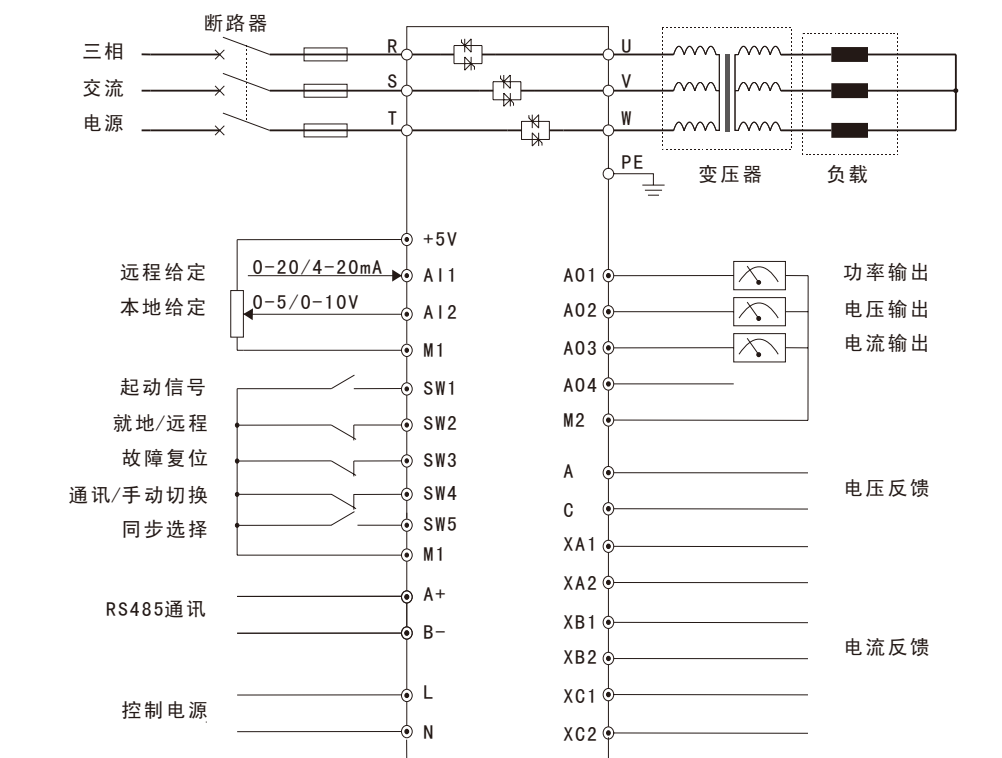 断路器
三相
交流
电源
R
S
T
U
V
W
PE
变压器
负载
+5V
远程给定
0-20/4-20mA
AI1
本地给定
0-5/0-10V
AI2
M1
起动信号
SW1
就地/远程
SW2
故障复位
SW3
通讯/手动切换
SW4
同步选择
SW5
M1
RS485通讯
A+
B-
控制电源
L
N
AO1
功率输出
AO2
电压输出
AO3
电流输出
AO4
M2
A
电压反馈
C
XA1
XA2
XB1
电流反馈
XB2
XC1
XC2